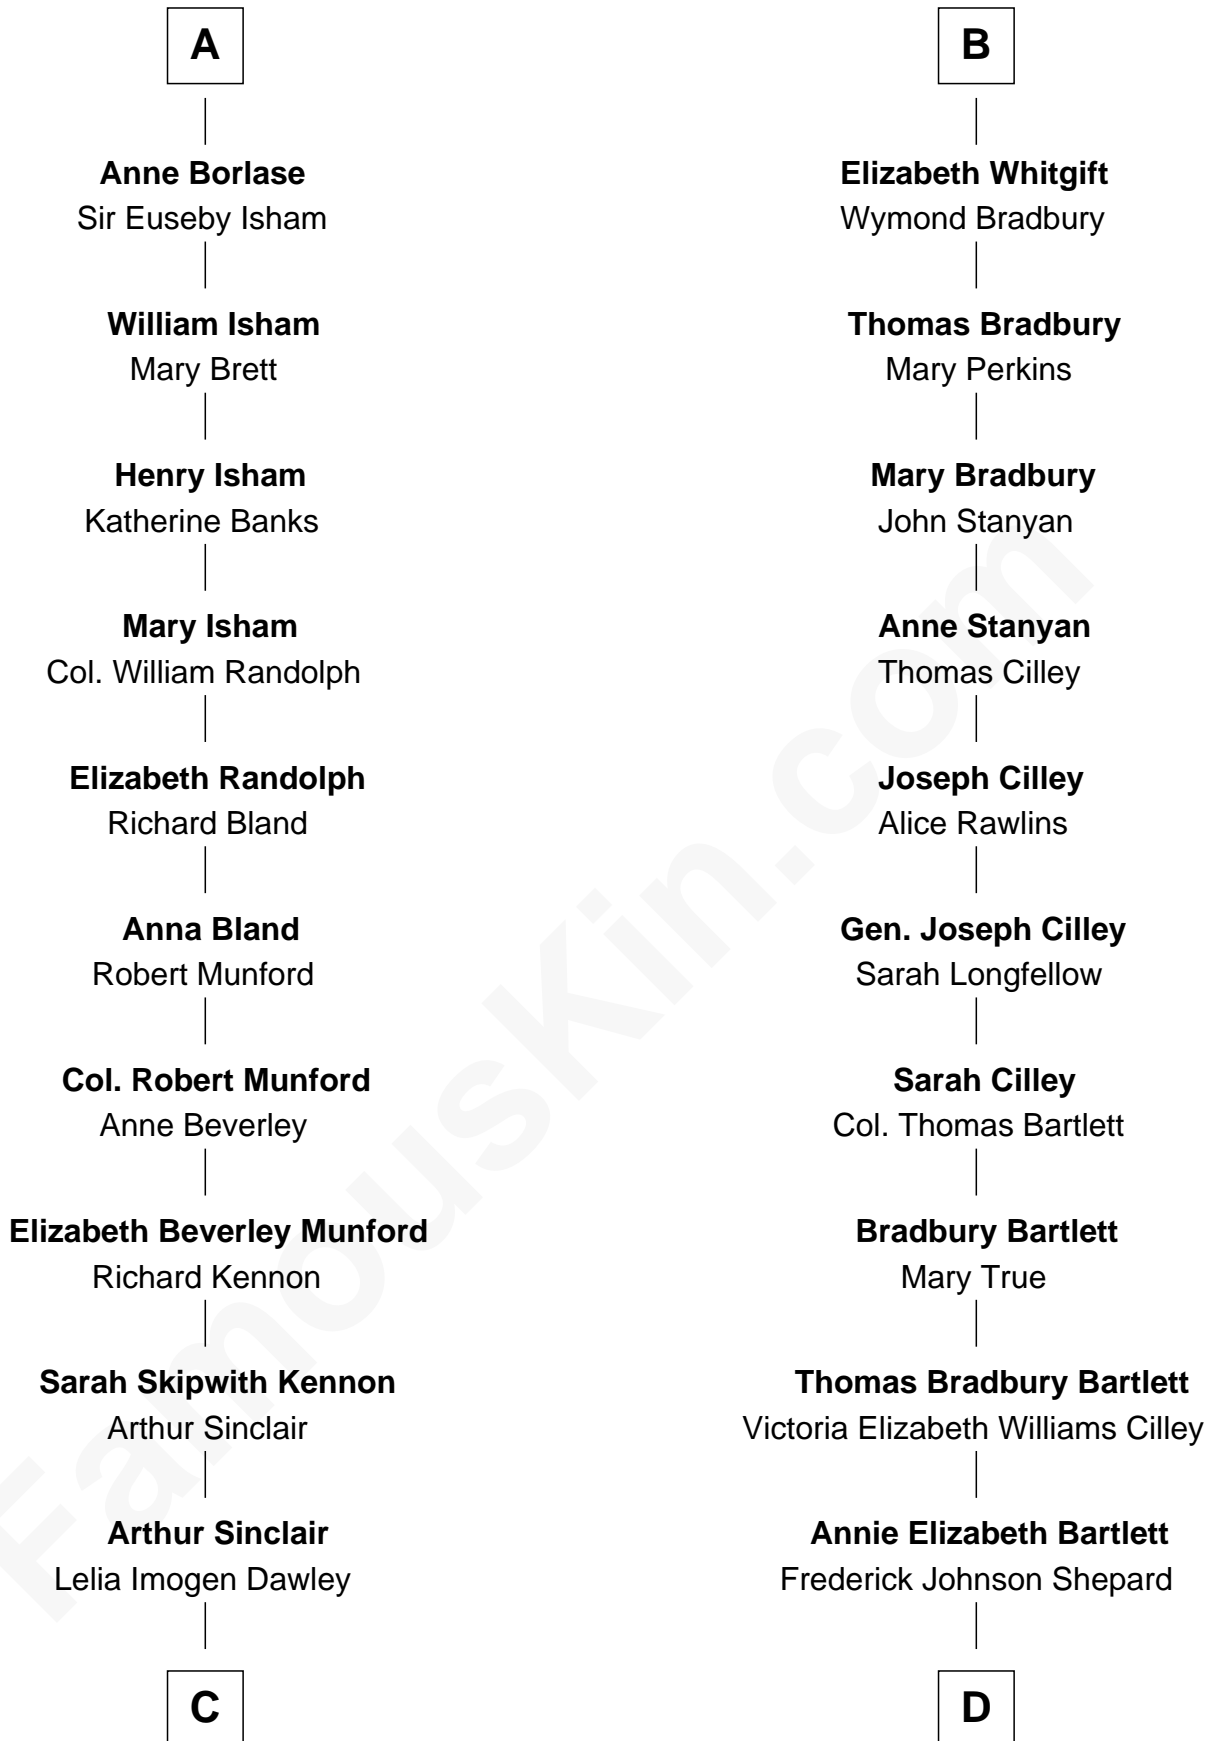 A
Anne Borlase
Sir Euseby Isham
William Isham
Mary Brett
Henry Isham
Katherine Banks
Mary Isham
Col. William Randolph
Elizabeth Randolph
Richard Bland
Anna Bland
Robert Munford
Col. Robert Munford
Anne Beverley
Elizabeth Beverley Munford
Richard Kennon
Sarah Skipwith Kennon
Arthur Sinclair
Arthur Sinclair
Lelia Imogen Dawley
C
B
Elizabeth Whitgift
Wymond Bradbury
Thomas Bradbury
Mary Perkins
Mary Bradbury
John Stanyan
Anne Stanyan
Thomas Cilley
Joseph Cilley
Alice Rawlins
Gen. Joseph Cilley
Sarah Longfellow
Sarah Cilley
Col. Thomas Bartlett
Bradbury Bartlett
Mary True
Thomas Bradbury Bartlett
Victoria Elizabeth Williams Cilley
Annie Elizabeth Bartlett
Frederick Johnson Shepard
D
FamousKin.com